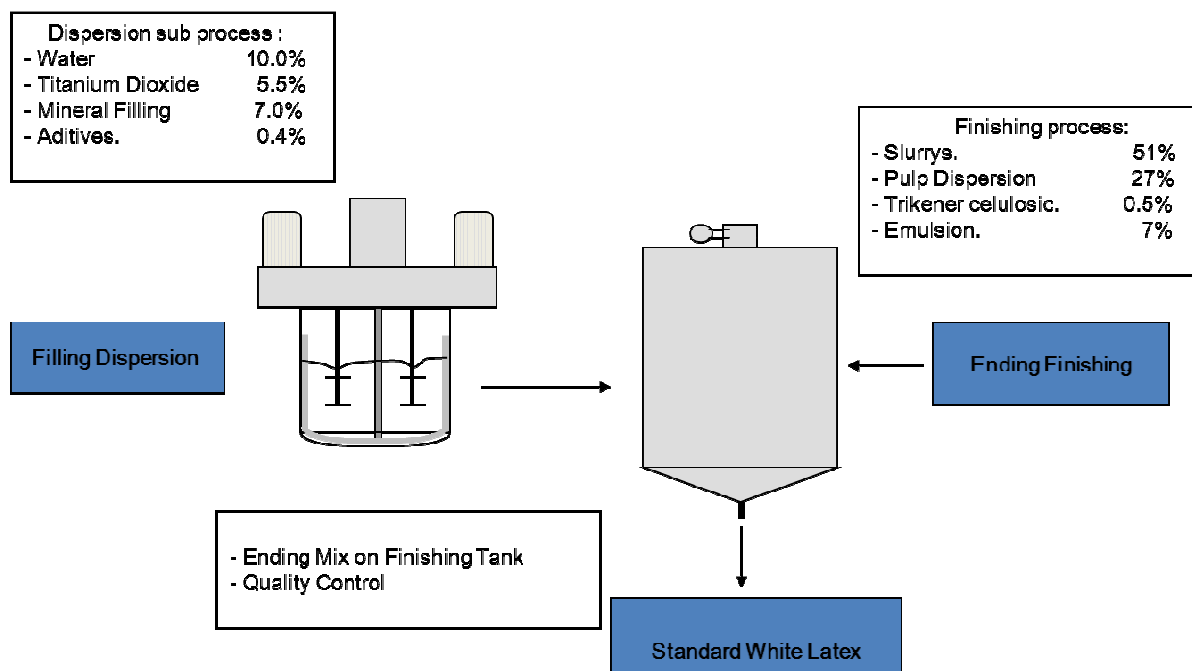 Dispersion sub process :
- Water 10.0%
- Titanium Dioxide 5.5%
- Mineral Filling 7.0%
- Aditives. 0.4%
Finishing process:
- Slurrys. 51%
- Pulp Dispersion 27%
- Trikener celulosic. 0.5%
- Emulsion. 7%
Filling Dispersion
Ending Finishing
- Ending Mix on Finishing Tank
- Quality Control
Standard White Latex